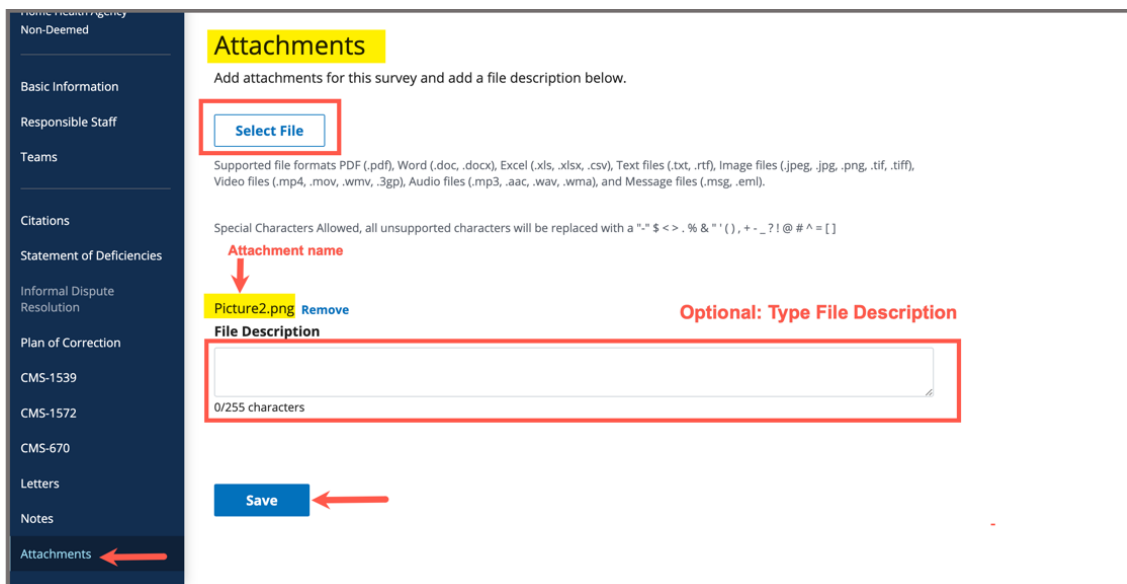 Home Health Agency
Non-Deemed
Basic Information
Responsible Staff
Teams
Citations
Statement of Deficiencies
Informal Dispute
Resolution
Plan of Correction
CMS-1539
CMS-1572
CMS-670
Letters
Notes
Attachments
Attachments
Add attachments for this survey and add a file description below.
Select File
Supported file formats PDF (.pdf), Word (.doc, .docx), Excel (.xls, .xlsx, .csv), Text files (.txt, .rtf), Image files (.jpeg, .jpg, .png, .tif, .tiff),
Video files (.mp4, .mov, .wmv, .3gp), Audio files (.mp3, .aac, .wav, .wma), and Message files (.msg, .eml).
Special Characters Allowed, all unsupported characters will be replaced with a "-" $ < > . % & " ' ( ) , + - _ ? ! @ # ^ = [ ]
Attachment name
Picture2.png Remove
Optional: Type File Description
File Description
0/255 characters
Save